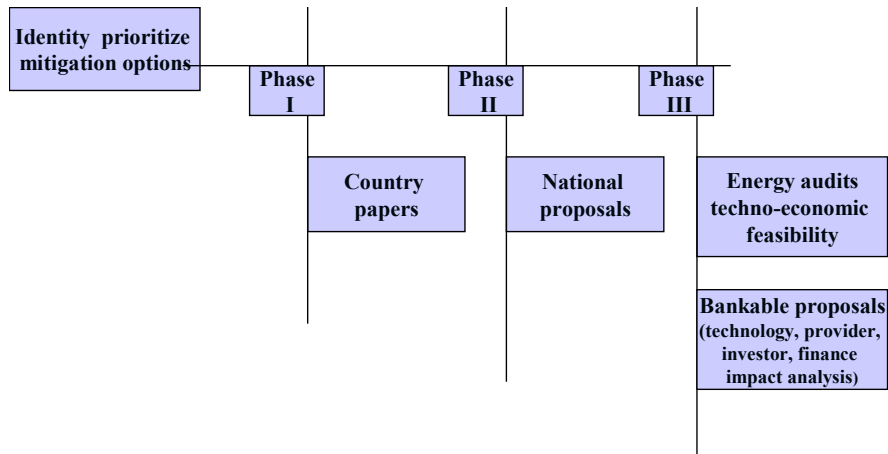 Identity prioritize
mitigation options
Phase
I
Phase
II
Phase
III
Country
papers
National
proposals
Energy audits
techno-economic
feasibility
Bankable proposals
(technology, provider,
investor, finance
impact analysis)